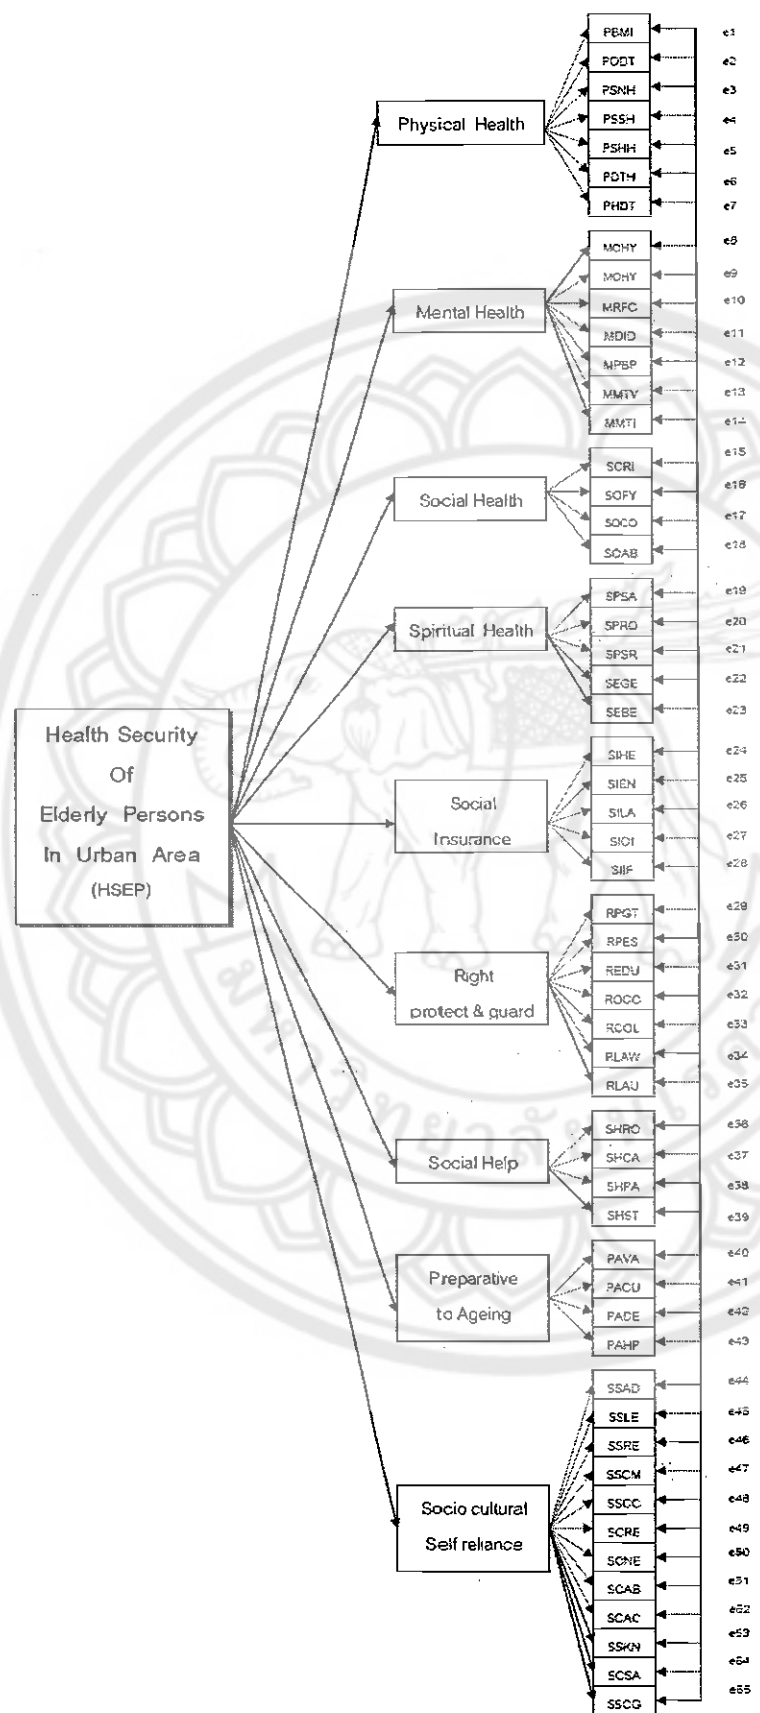 Health Security
Of
Elderly Persons
In Urban Area
(HSEP)
Physical Health
PBMI
PODT
PSNH
PSSH
PSHH
PDTH
PHDT
e1
e2
e3
e4
e5
e6
e7
Mental Health
MOHY
MOHY
MRFC
MDID
MPBP
MMTV
MMTI
e8
e9
e10
e11
e12
e13
e14
Social Health
SCRI
SOFY
SOCO
SOAB
e15
e16
e17
e18
Spiritual Health
SPSA
SPRO
SPSR
SEGE
SEBE
e19
e20
e21
e22
e23
Social
Insurance
SIHE
SIEN
SILA
SIOI
SIIF
e24
e25
e26
e27
e28
Right
protect & guard
RPGT
RPES
REDU
ROCC
RCOL
RLAW
RLAU
e29
e30
e31
e32
e33
e34
e35
Social Help
SHRO
SHCA
SHPA
SHST
e36
e37
e38
e39
Preparative
to Ageing
PAVA
PACU
PADE
PAHP
e40
e41
e42
e43
Socio cultural
Self reliance
SSAD
SSLE
SSRE
SSCM
SSCC
SCRE
SCNE
SCAB
SCAC
SSKN
SCSA
SSCG
e44
e45
e46
e47
e48
e49
e50
e51
e52
e53
e54
e55